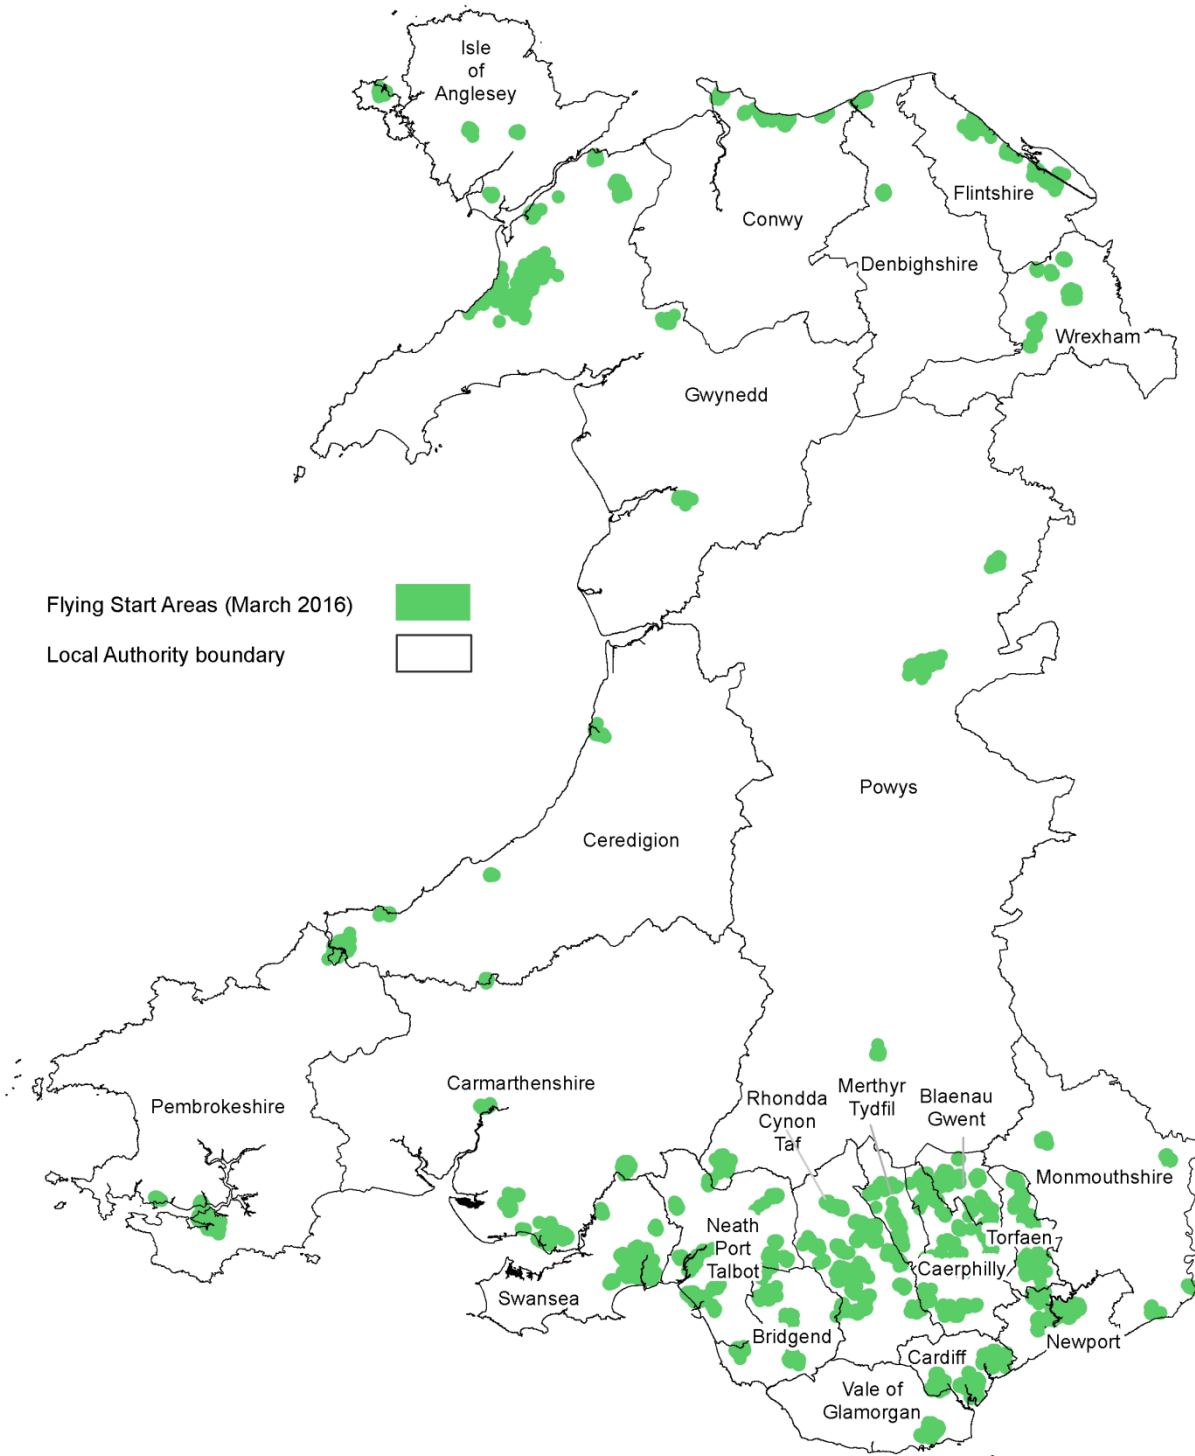 Isle
of
Anglesey
Conwy
Flintshire
Denbighshire
Wrexham
Gwynedd
Flying Start Areas (March 2016)
Local Authority boundary
Powys
Ceredigion
Carmarthenshire
Pembrokeshire
Rhondda
Cynon
Taf
Merthyr
Tydfil
Blaenau
Gwent
Monmouthshire
Neath
Port
Talbot
Torfaen
Caerphilly
Swansea
Bridgend
Newport
Cardiff
Vale of
Glamorgan